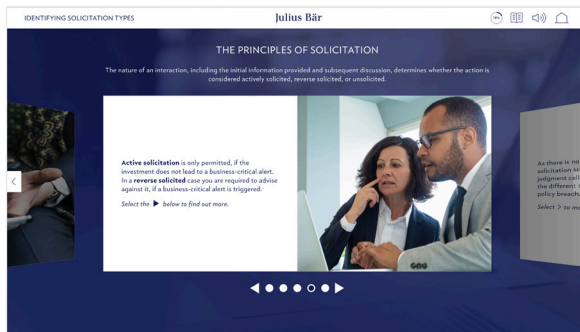 IDENTIFYING SOLICITATION TYPES
Julius Bär
THE PRINCIPLES OF SOLICITATION
The nature of an interaction, including the initial information provided and subsequent discussion, determines whether the action is
considered actively solicited, reverse solicited, or unsolicited.
Active solicitation is only permitted, if the
investment does not lead to a business-critical alert.
In a reverse solicited case you are required to advise
against it, if a business-critical alert is triggered.
Select the ▶ below to find out more.
As there is no
solicitation
judgment
the different
policy breach,
Select > to